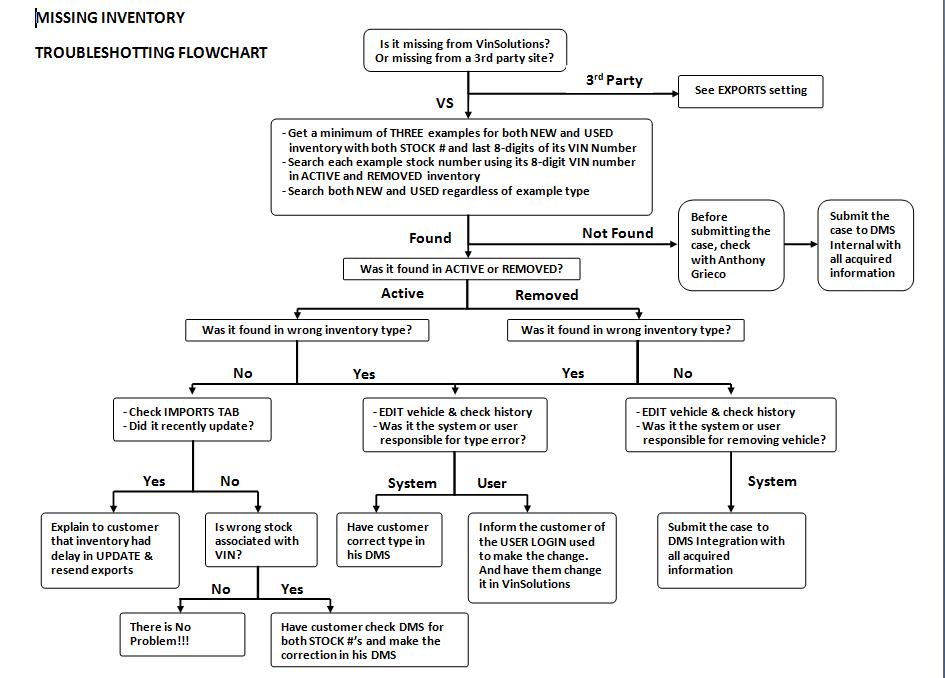 MISSING INVENTORY
TROUBLESHOTTING FLOWCHART
Is it missing from VinSolutions?
Or missing from a 3rd party site?
3rd Party
See EXPORTS setting
VS
- Get a minimum of THREE examples for both NEW and USED
inventory with both STOCK # and last 8-digits of its VIN Number
- Search each example stock number using its 8-digit VIN number
in ACTIVE and REMOVED inventory
- Search both NEW and USED regardless of example type
Found
Not Found
Before
submitting the
case, check
with Anthony
Grieco
Submit the
case to DMS
Internal with
all acquired
information
Was it found in ACTIVE or REMOVED?
Active
Removed
Was it found in wrong inventory type?
Was it found in wrong inventory type?
No
Yes
Yes
No
- Check IMPORTS TAB
- Did it recently update?
- EDIT vehicle & check history
- Was it the system or user
responsible for type error?
- EDIT vehicle & check history
- Was it the system or user
responsible for removing vehicle?
Yes
No
System
User
System
Explain to customer
that inventory had
delay in UPDATE &
resend exports
Is wrong stock
associated with
VIN?
Have customer
correct type in
his DMS
Inform the customer of
the USER LOGIN used
to make the change.
And have them change
it in VinSolutions
Submit the case to
DMS Integration with
all acquired
information
No
Yes
There is No
Problem!!!
Have customer check DMS for
both STOCK #'s and make the
correction in his DMS